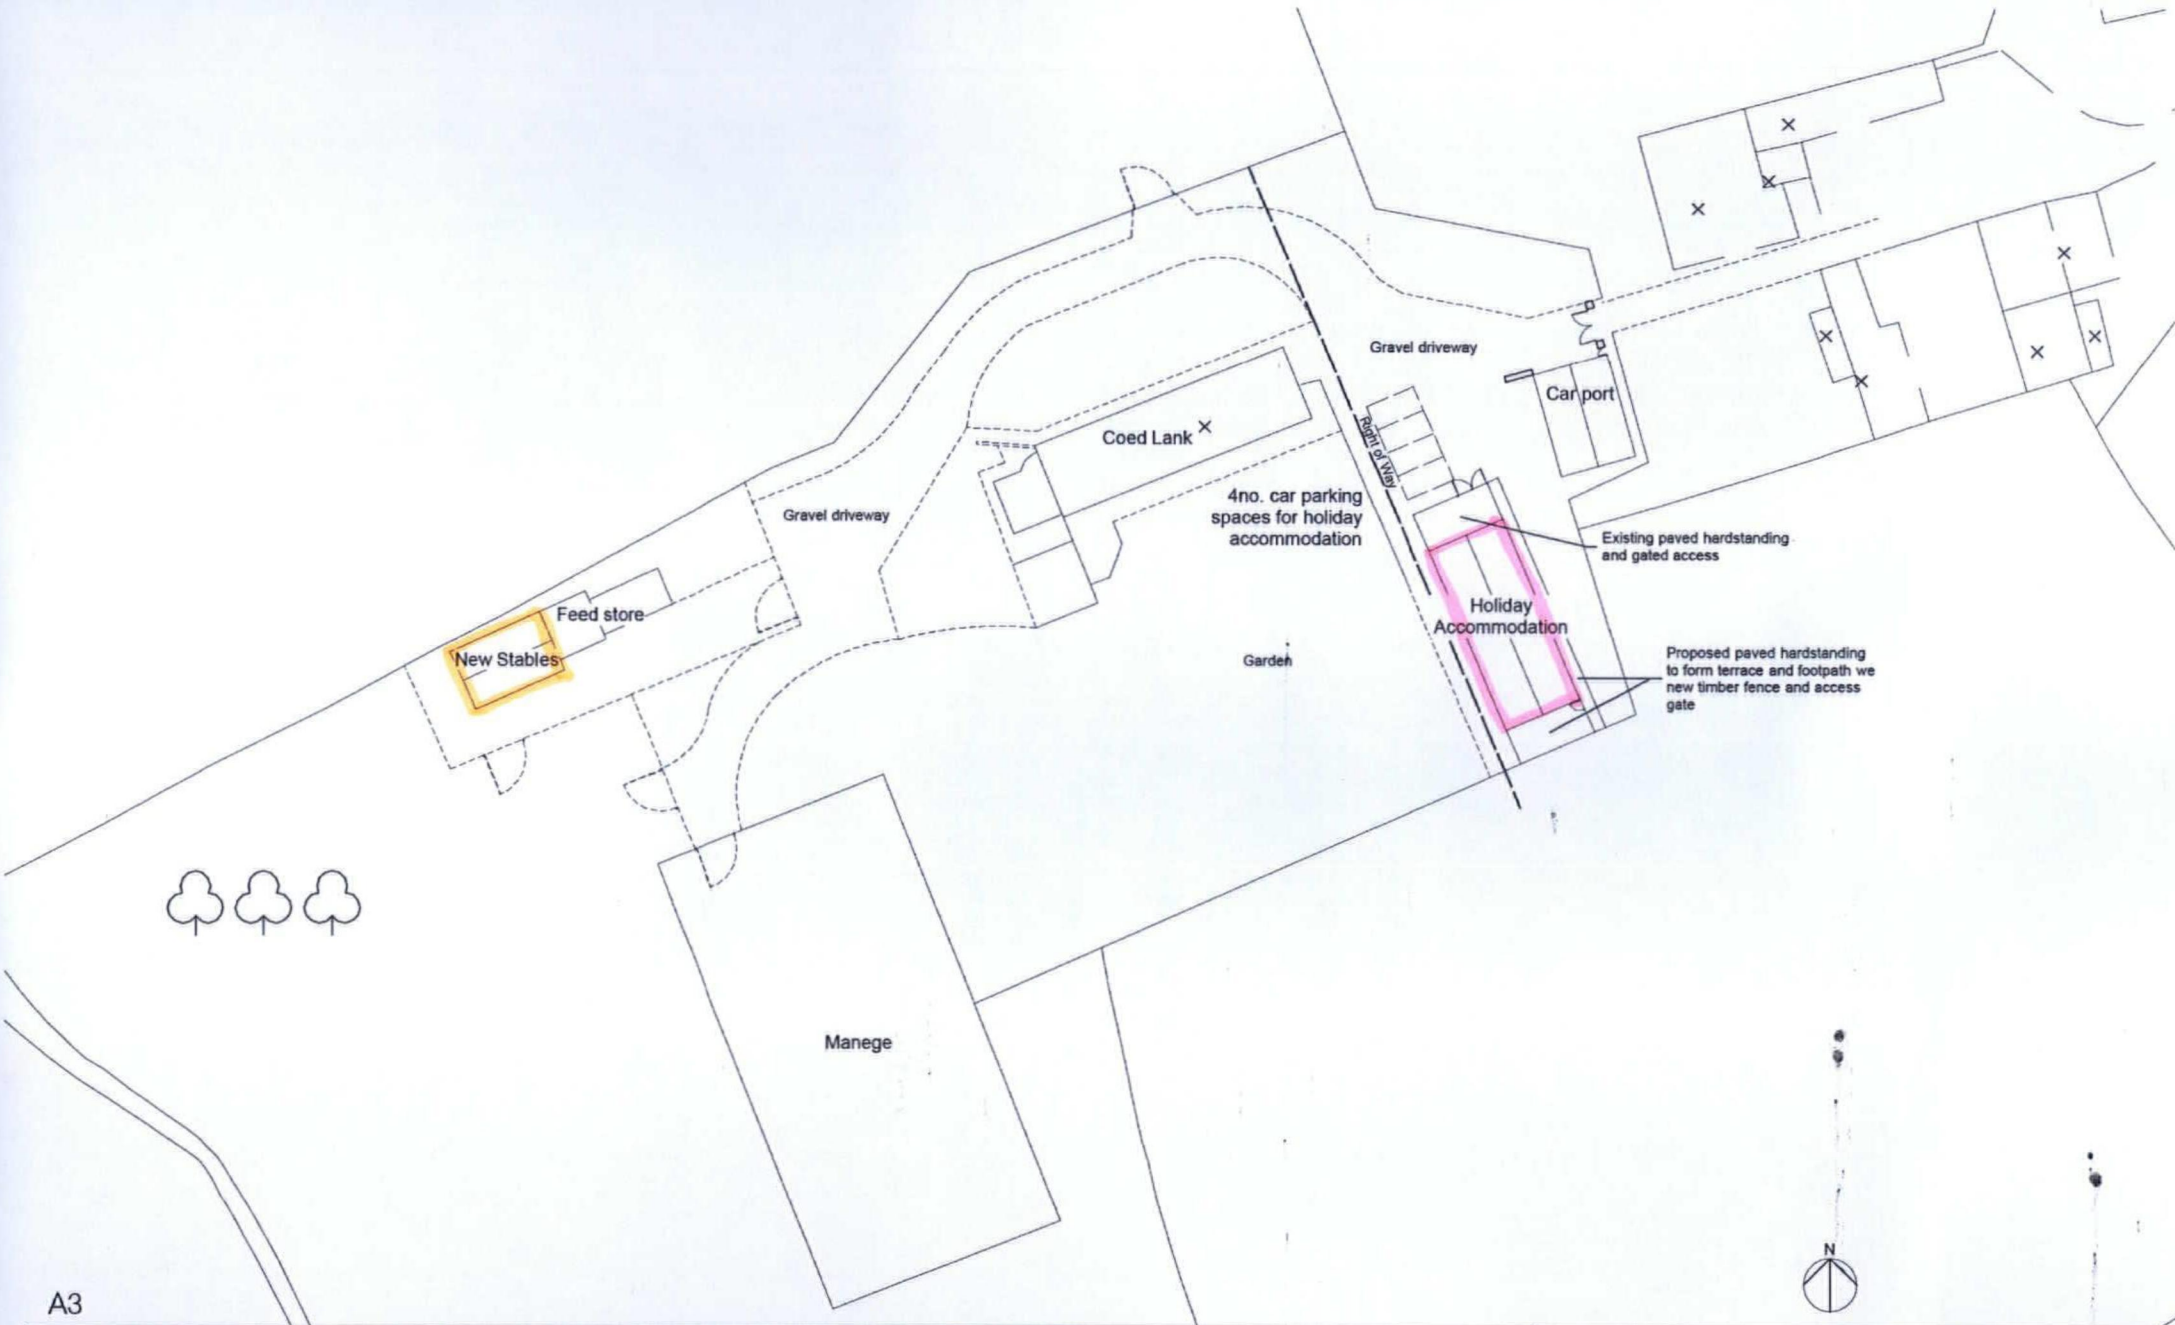 Gravel driveway
Car port
Coed Lank
Right of Way
4no. car parking
spaces for holiday
accommodation
Gravel driveway
Existing paved hardstanding
and gated access
Feed store
Holiday
Accommodation
New Stables
Garden
Proposed paved hardstanding
to form terrace and footpath we
new timber fence and access
gate
Manege
N
A3